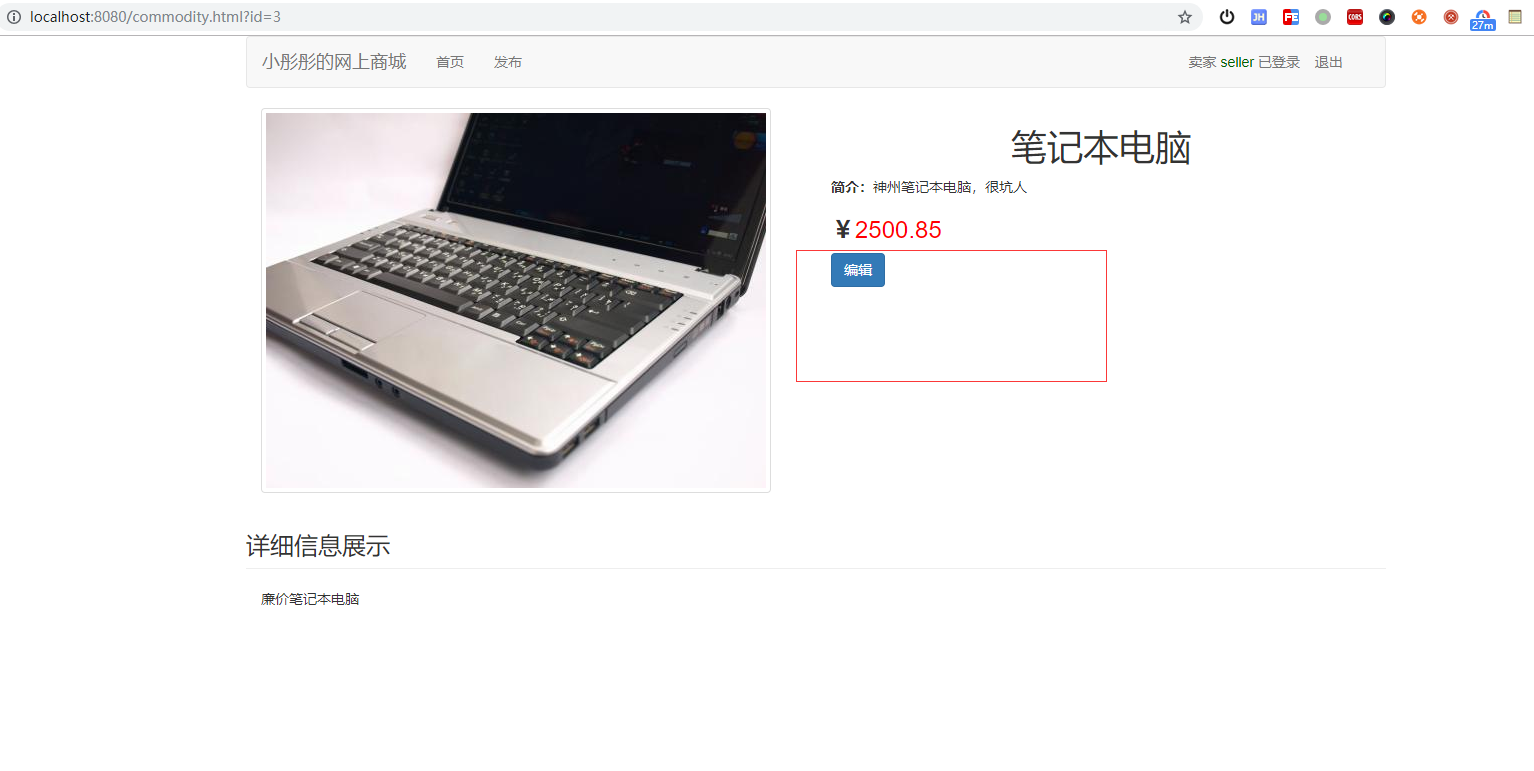 localhost:8080/commodity.html?id=3
JH
FE
CORS
27m
小彤彤的网上商城 首页 发布 卖家 seller 已登录 退出
笔记本电脑
简介：神州笔记本电脑，很坑人
￥2500.85
编辑
详细信息展示
廉价笔记本电脑